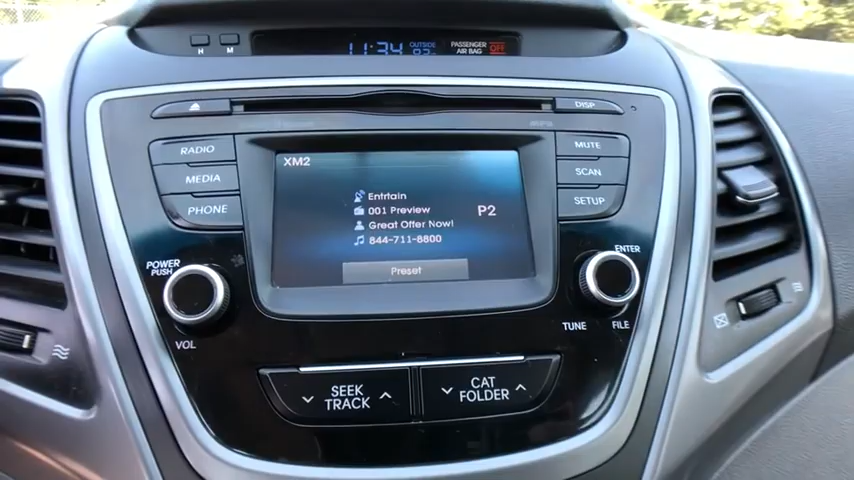 H M
11:34 OUTSIDE
PASSENGER
AIR BAG OFF
DISP
RADIO
MEDIA
PHONE
XM2
Entrtain
001 Preview
Great Offer Now!
844-711-8800
P2
Preset
MUTE
SCAN
SETUP
POWER
PUSH
VOL
ENTER
TUNE FILE
SEEK
TRACK
CAT
FOLDER